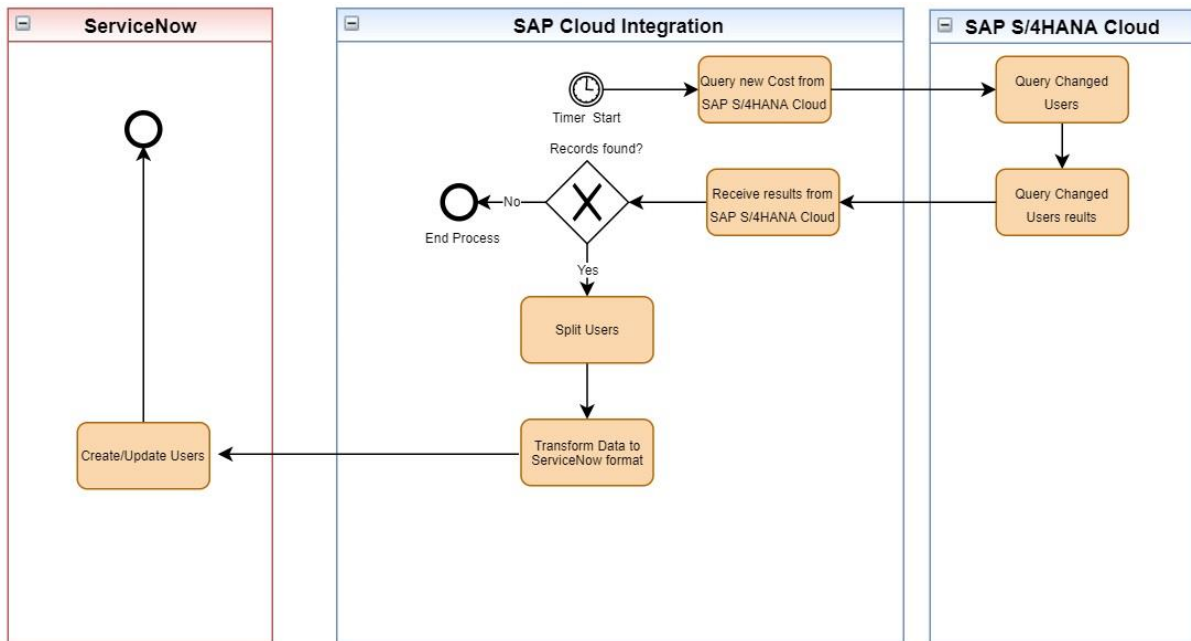 ServiceNow
SAP Cloud Integration
SAP S/4HANA Cloud
Timer Start
Query new Cost from
SAP S/4HANA Cloud
Query Changed
Users
Records found?
No
End Process
Receive results from
SAP S/4HANA Cloud
Query Changed
Users reults
Yes
Split Users
Transform Data to
ServiceNow format
Create/Update Users